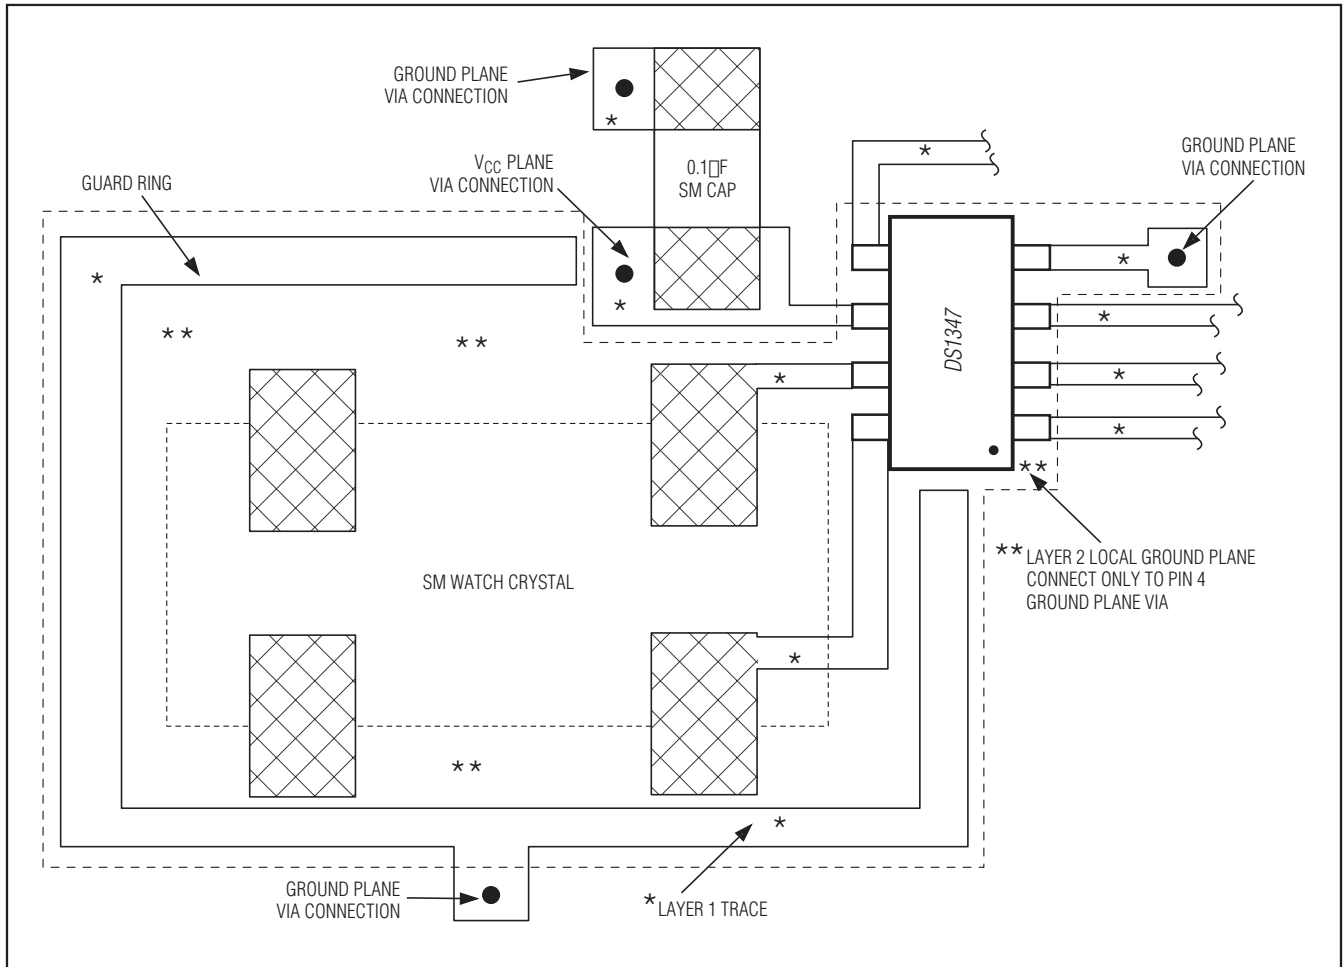 GROUND PLANE
VIA CONNECTION
*
0.1▯F
SM CAP
VCC PLANE
VIA CONNECTION
*
GUARD RING
*
*
GROUND PLANE
VIA CONNECTION
*
*
*
*
DS1347
**
**
*
**
** LAYER 2 LOCAL GROUND PLANE
CONNECT ONLY TO PIN 4
GROUND PLANE VIA
SM WATCH CRYSTAL
*
**
*
* LAYER 1 TRACE
GROUND PLANE
VIA CONNECTION